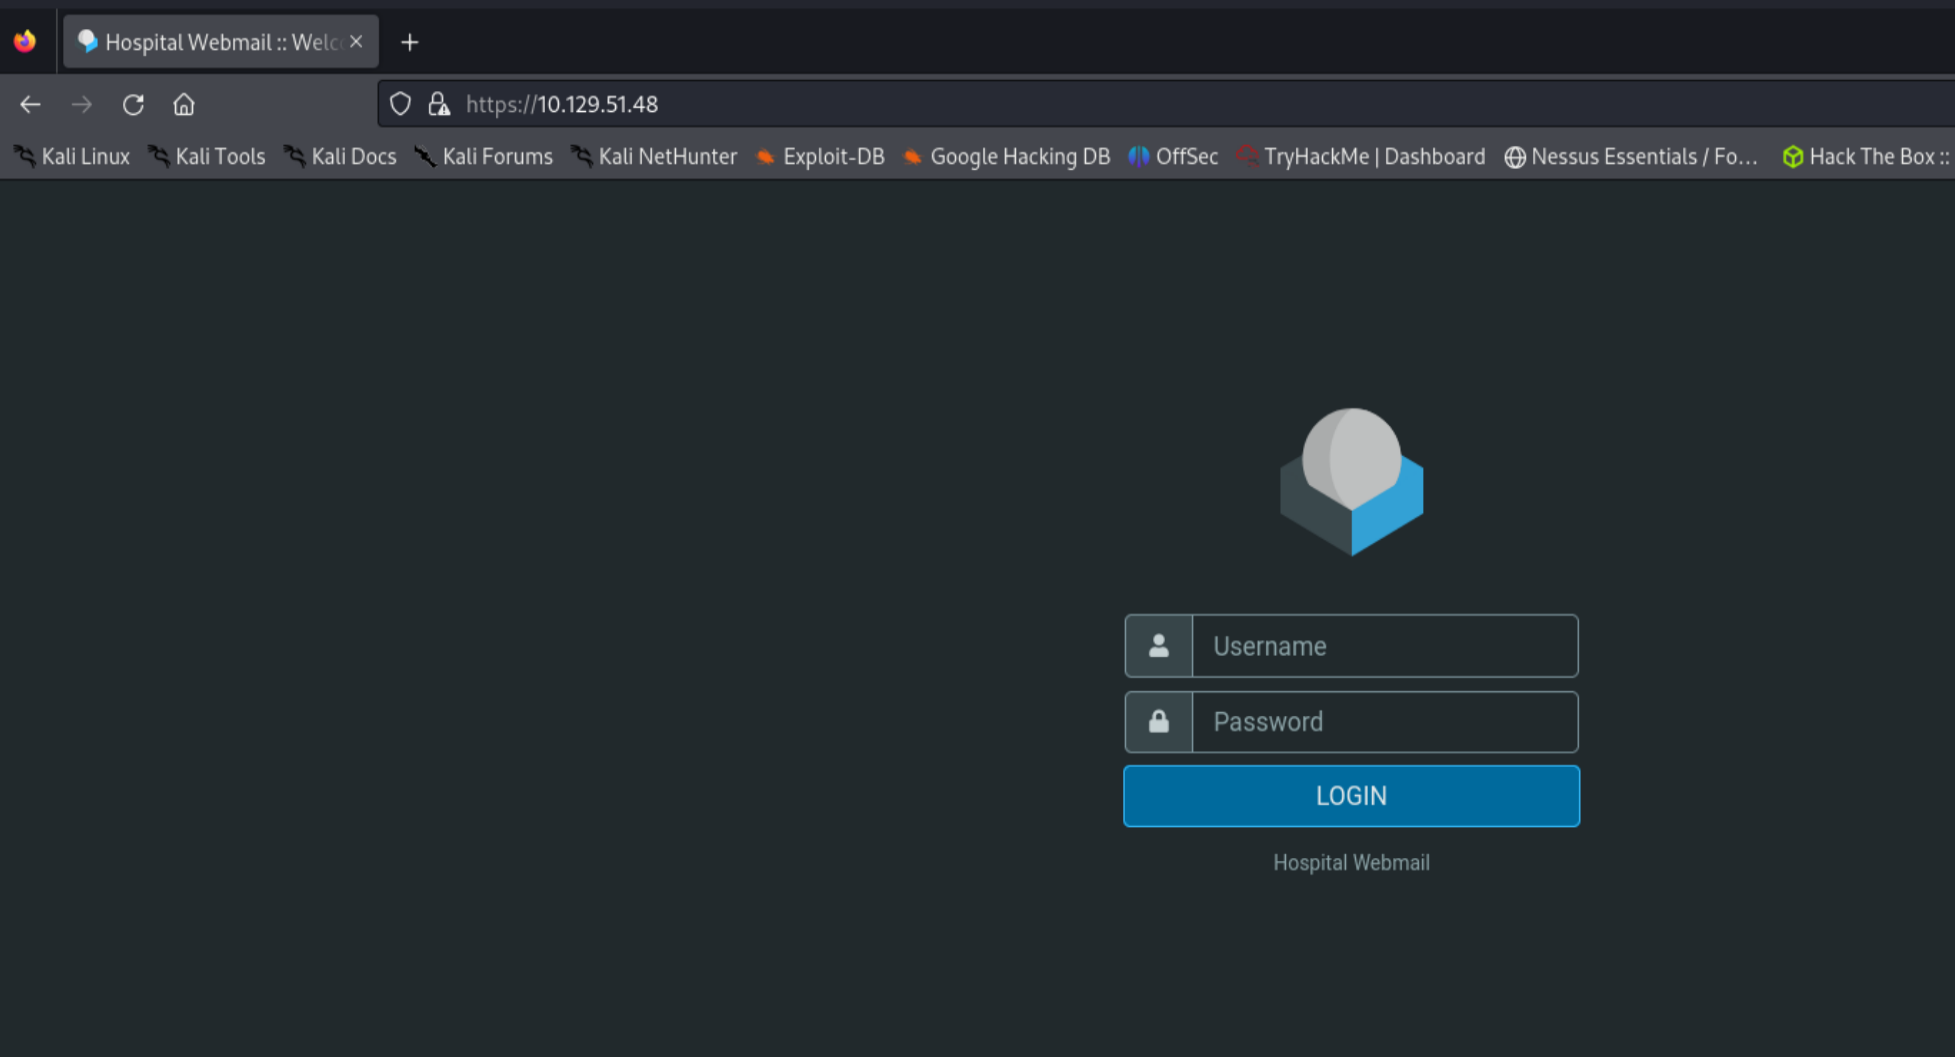 Hospital Webmail :: Welc
https://10.129.51.48
Kali Linux Kali Tools Kali Docs Kali Forums Kali NetHunter Exploit-DB Google Hacking DB OffSec TryHackMe | Dashboard Nessus Essentials / Fo... Hack The Box ::
Username
Password
LOGIN
Hospital Webmail